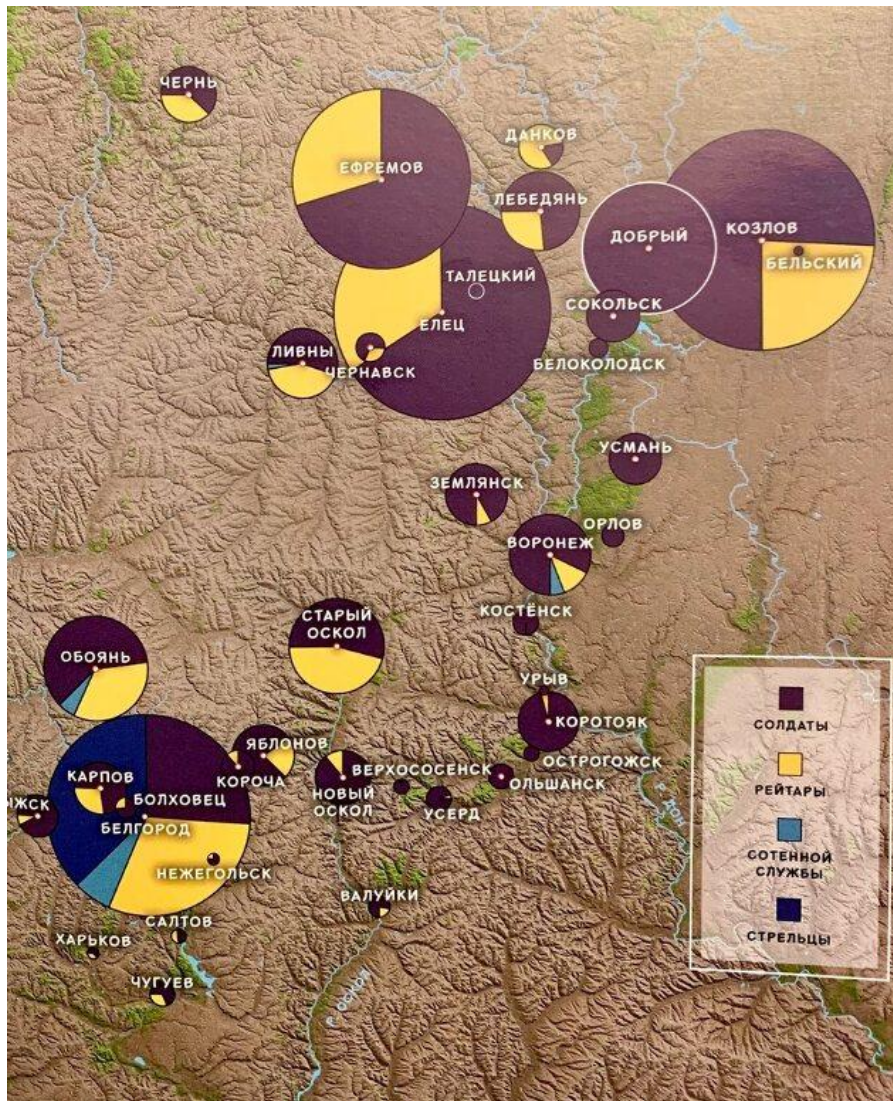 ЧЕРНЬ
ДАНКОВ
ЕФРЕМОВ
ЛЕБЕДЯНЬ
ДОБРЫЙ
КОЗЛОВ
БЕЛЬСКИЙ
ТАЛЕЦКИЙ
СОКОЛЬСК
ЕЛЕЦ
ЛИВНЫ
ЧЕРНАВСК
БЕЛОКОЛОДСК
УСМАНЬ
ЗЕМЛЯНСК
ОРЛОВ
ВОРОНЕЖ
КОСТЁНСК
СТАРЫЙ
ОСКОЛ
ОБОЯНЬ
УРЫВ
КОРОТОЯК
ЯБЛОНОВ
ОСТРОГОЖСК
КОРОЧА
ВЕРХОСОСЕНСК
ОЛЬШАНСК
НОВЫЙ
ОСКОЛ
КАРПОВ
БОЛХОВЕЦ
УСЕРД
ЖСК
БЕЛГОРОД
НЕЖЕГОЛЬСК
ВАЛУЙКИ
САЛТОВ
ХАРЬКОВ
ЧУГУЕВ
Р. ОСКОЛ
Р. ДОН
СОЛДАТЫ
РЕЙТАРЫ
СОТЕННОЙ
СЛУЖБЫ
СТРЕЛЬЦЫ